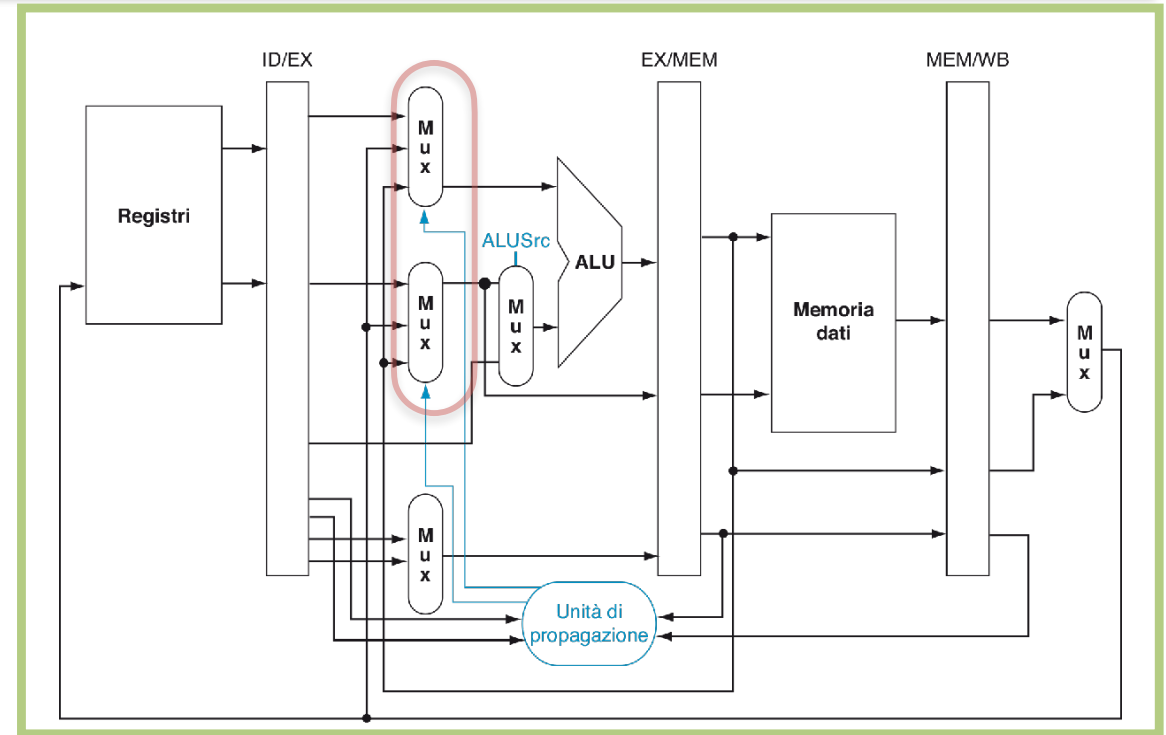 ID/EX
EX/MEM
MEM/WB
M
u
x
Registri
ALUSrc
ALU
M
u
x
M
u
x
Memoria
dati
M
u
x
M
u
x
Unità di
propagazione